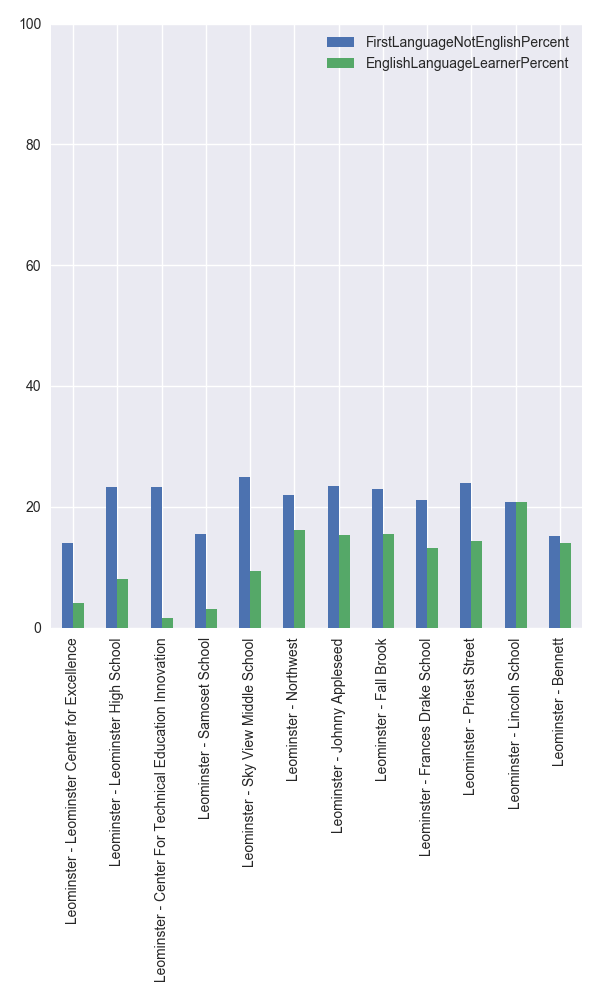 100
80
60
40
20
0
FirstLanguageNotEnglishPercent
EnglishLanguageLearnerPercent
Leominster - Leominster Center for Excellence
Leominster - Leominster High School
Leominster - Center For Technical Education Innovation
Leominster - Samoset School
Leominster - Sky View Middle School
Leominster - Northwest
Leominster - Johnny Appleseed
Leominster - Fall Brook
Leominster - Frances Drake School
Leominster - Priest Street
Leominster - Lincoln School
Leominster - Bennett